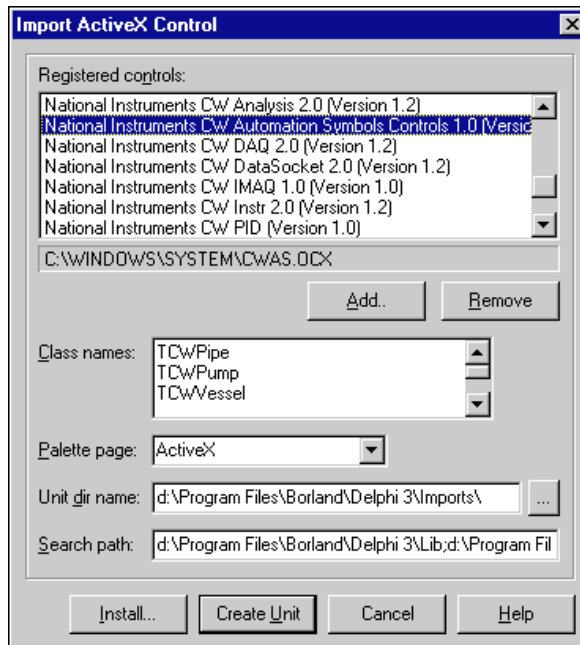 Import ActiveX Control
Registered controls:
National Instruments CW Analysis 2.0 (Version 1.2)
National Instruments CW Automation Symbols Controls 1.0 (Versic
National Instruments CW DAQ 2.0 (Version 1.2)
National Instruments CW DataSocket 2.0 (Version 1.2)
National Instruments CW IMAQ 1.0 (Version 1.0)
National Instruments CW Instr 2.0 (Version 1.2)
National Instruments CW PID (Version 1.0)
C:\WINDOWS\SYSTEM\CWAS.OCX
Add.. Remove
Class names: TCWPipe
TCWPump
TCWVessel
Palette page: ActiveX
Unit dir name: d:\Program Files\Borland\Delphi 3\Imports\ ...
Search path: d:\Program Files\Borland\Delphi 3\Lib;d:\Program Fil
Install... Create Unit Cancel Help